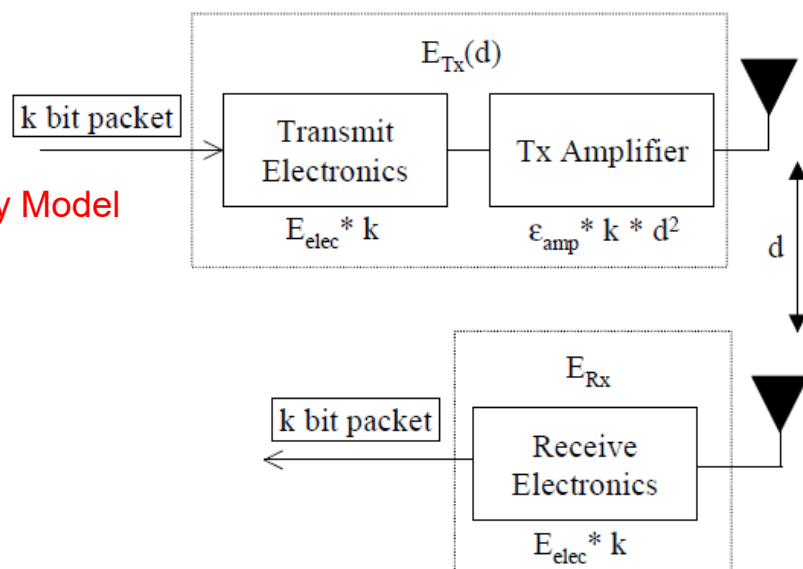 E_Tx(d)
k bit packet
Transmit
Electronics
Tx Amplifier
y Model
E_elec* k
ε_amp* k * d²
d
E_Rx
k bit packet
Receive
Electronics
E_elec* k